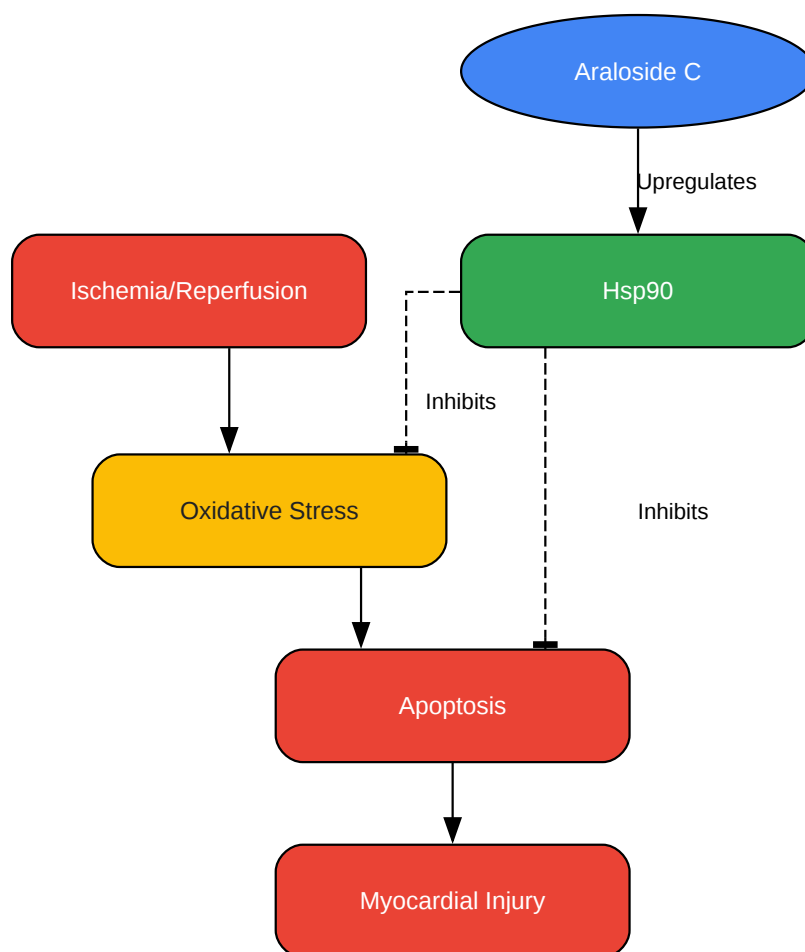 Araloside C
Upregulates
Ischemia/Reperfusion
Hsp90
Inhibits
Oxidative Stress
Inhibits
Apoptosis
Myocardial Injury